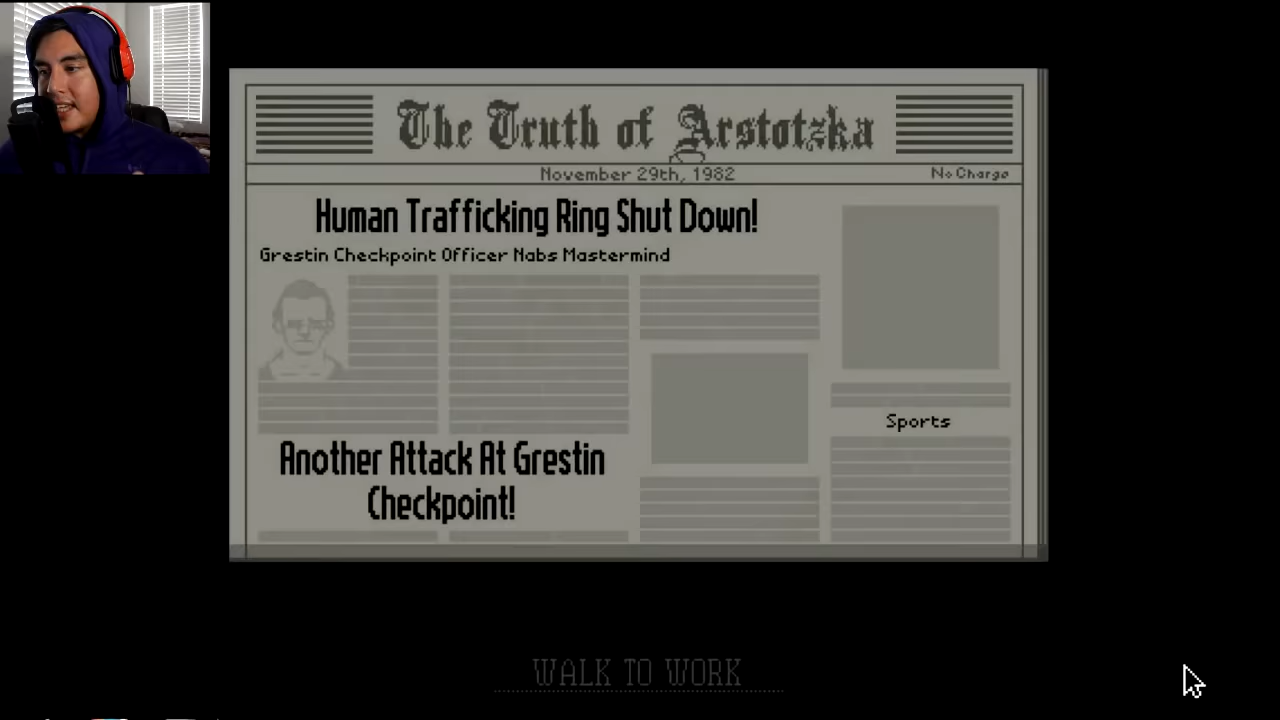 The Truth of Arstotzka
November 29th, 1982
No Charge
Human Trafficking Ring Shut Down!
Grestin Checkpoint Officer Nabs Mastermind
Another Attack At Grestin
Checkpoint!
Sports
WALK TO WORK